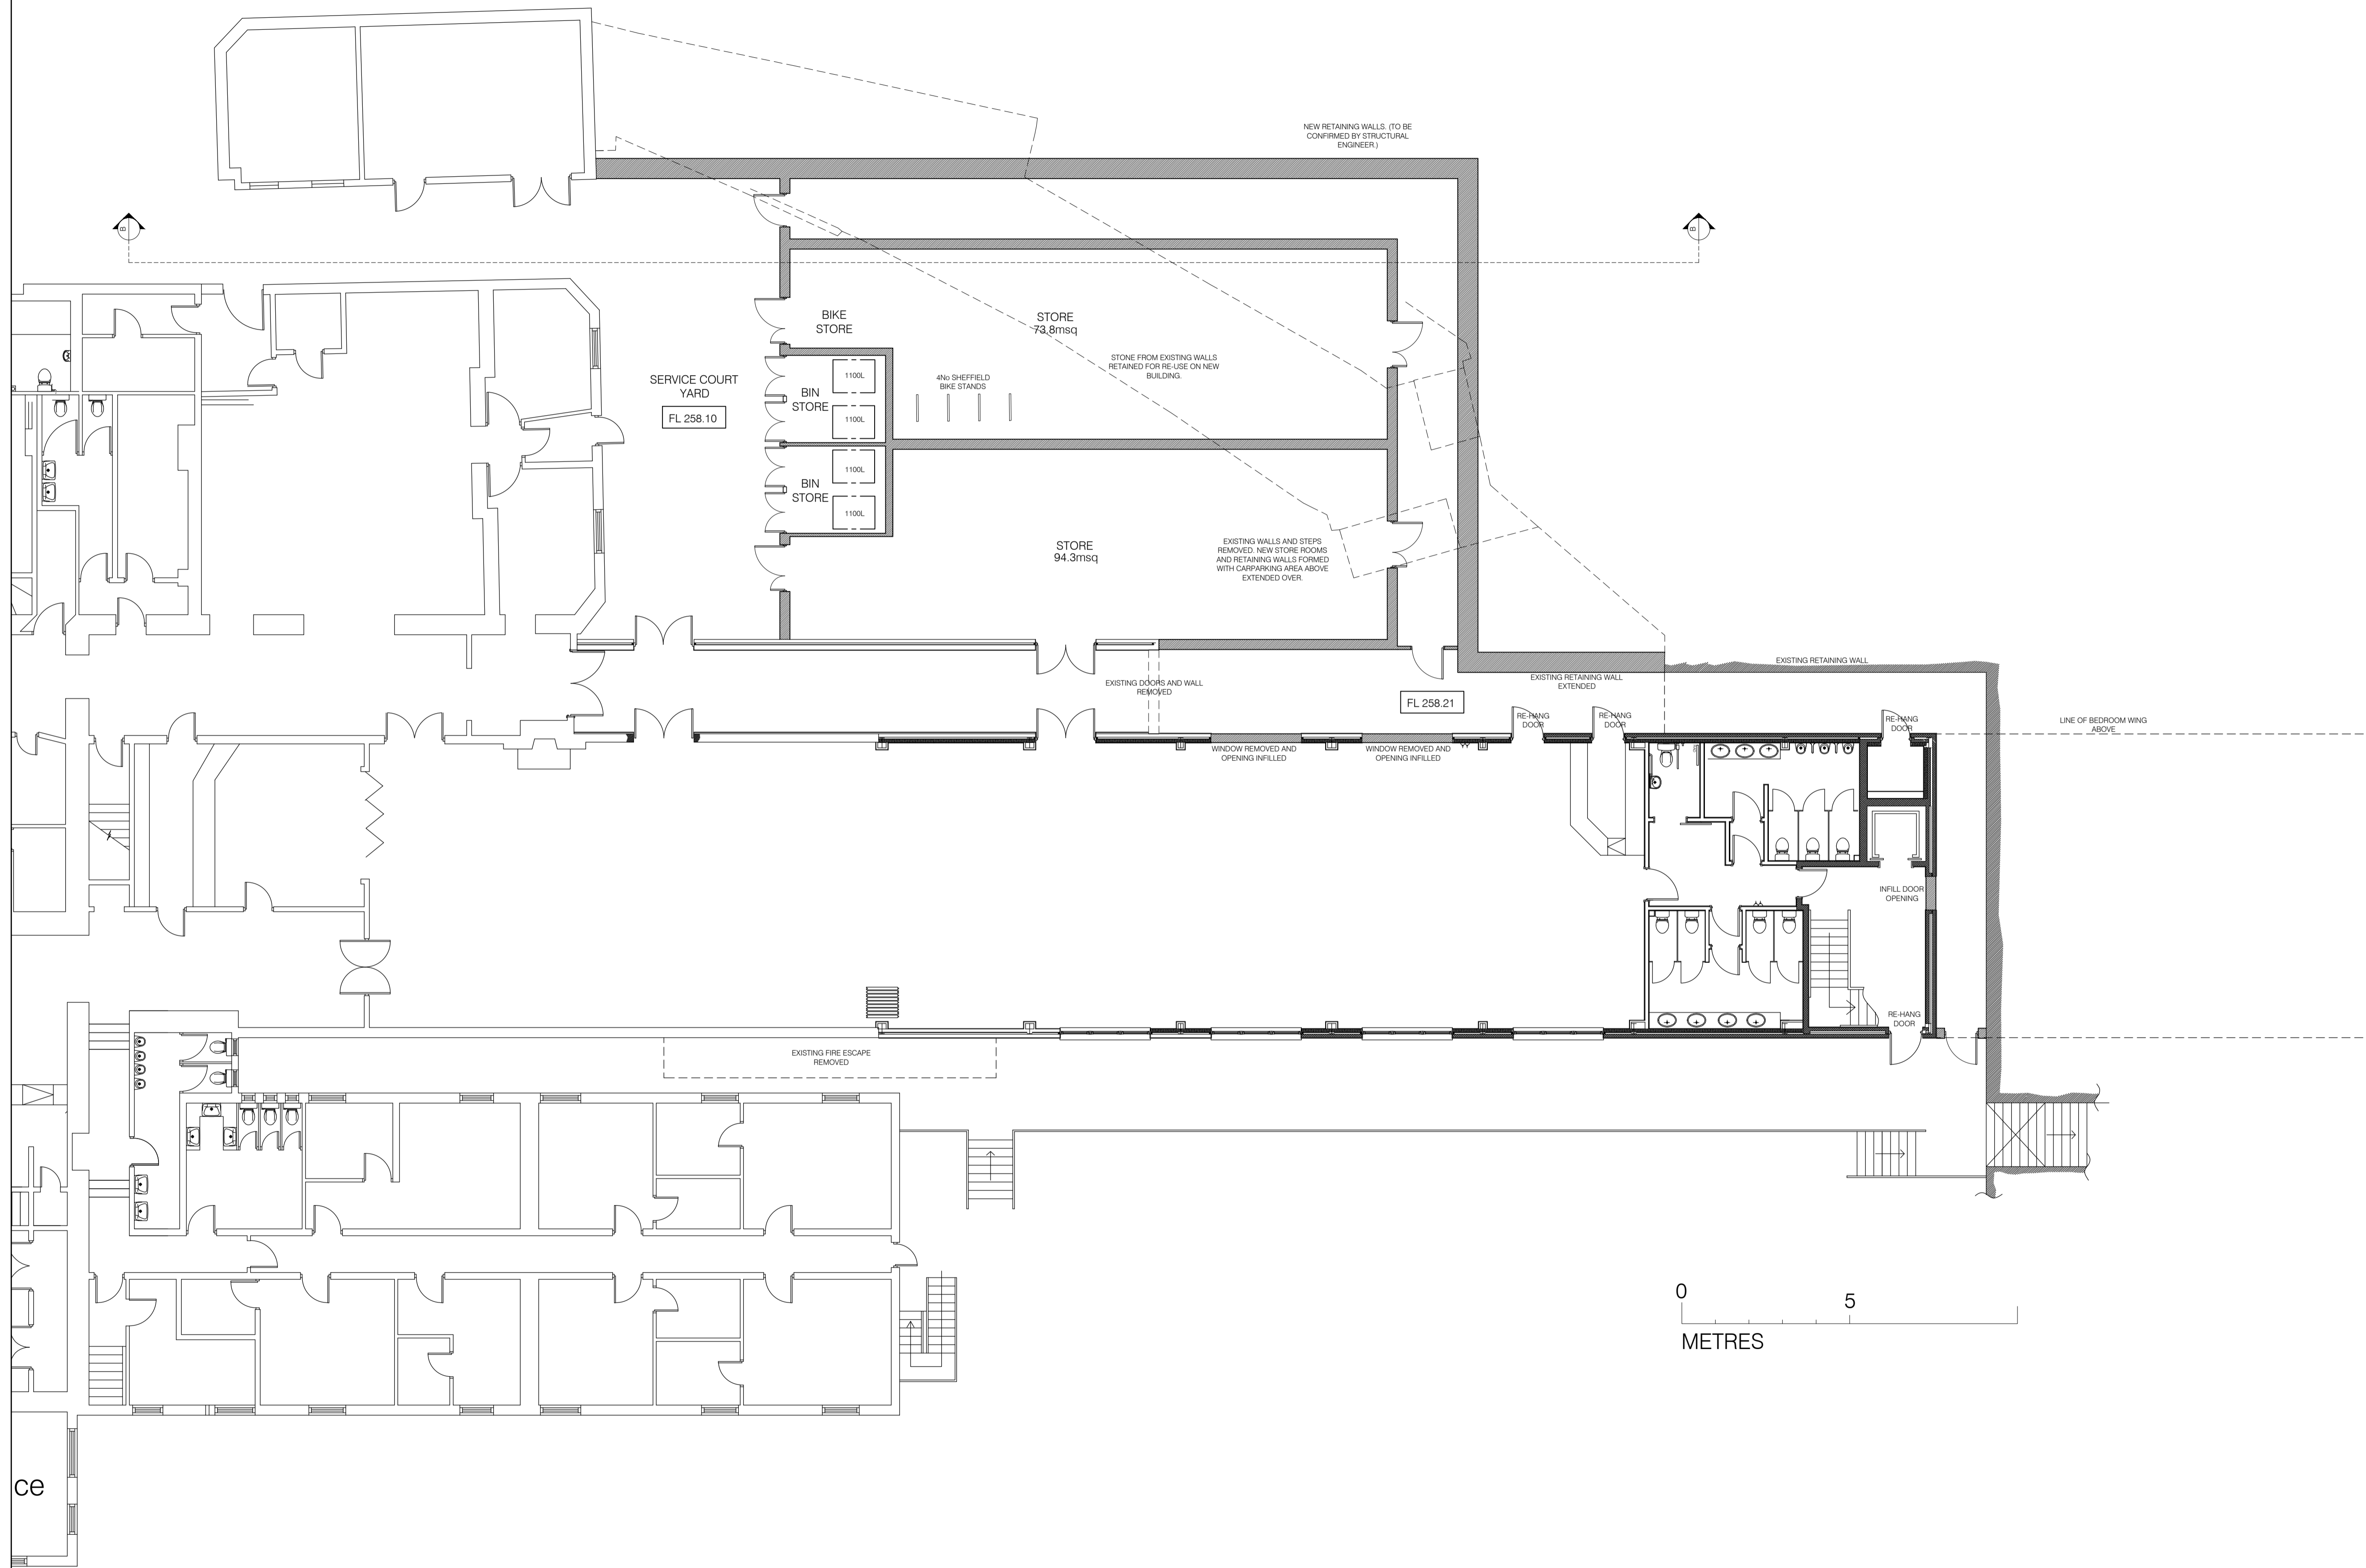 NEW RETAINING WALLS. (TO BE
CONFIRMED BY STRUCTURAL
ENGINEER.)
B
B
BIKE
STORE
STORE
73.8msq
STONE FROM EXISTING WALLS
RETAINED FOR RE-USE ON NEW
BUILDING.
SERVICE COURT
YARD
FL 258.10
4No SHEFFIELD
BIKE STANDS
BIN
STORE
1100L
1100L
BIN
STORE
1100L
1100L
STORE
94.3msq
EXISTING WALLS AND STEPS
REMOVED. NEW STORE ROOMS
AND RETAINING WALLS FORMED
WITH CARPARKING AREA ABOVE
EXTENDED OVER.
EXISTING RETAINING WALL
EXISTING RETAINING WALL
EXTENDED
EXISTING DOORS AND WALL
REMOVED
FL 258.21
RE-HANG
DOOR
RE-HANG
DOOR
RE-HANG
DOOR
LINE OF BEDROOM WING
ABOVE
WINDOW REMOVED AND
OPENING INFILLED
WINDOW REMOVED AND
OPENING INFILLED
INFILL DOOR
OPENING
RE-HANG
DOOR
EXISTING FIRE ESCAPE
REMOVED
0
5
METRES
ce